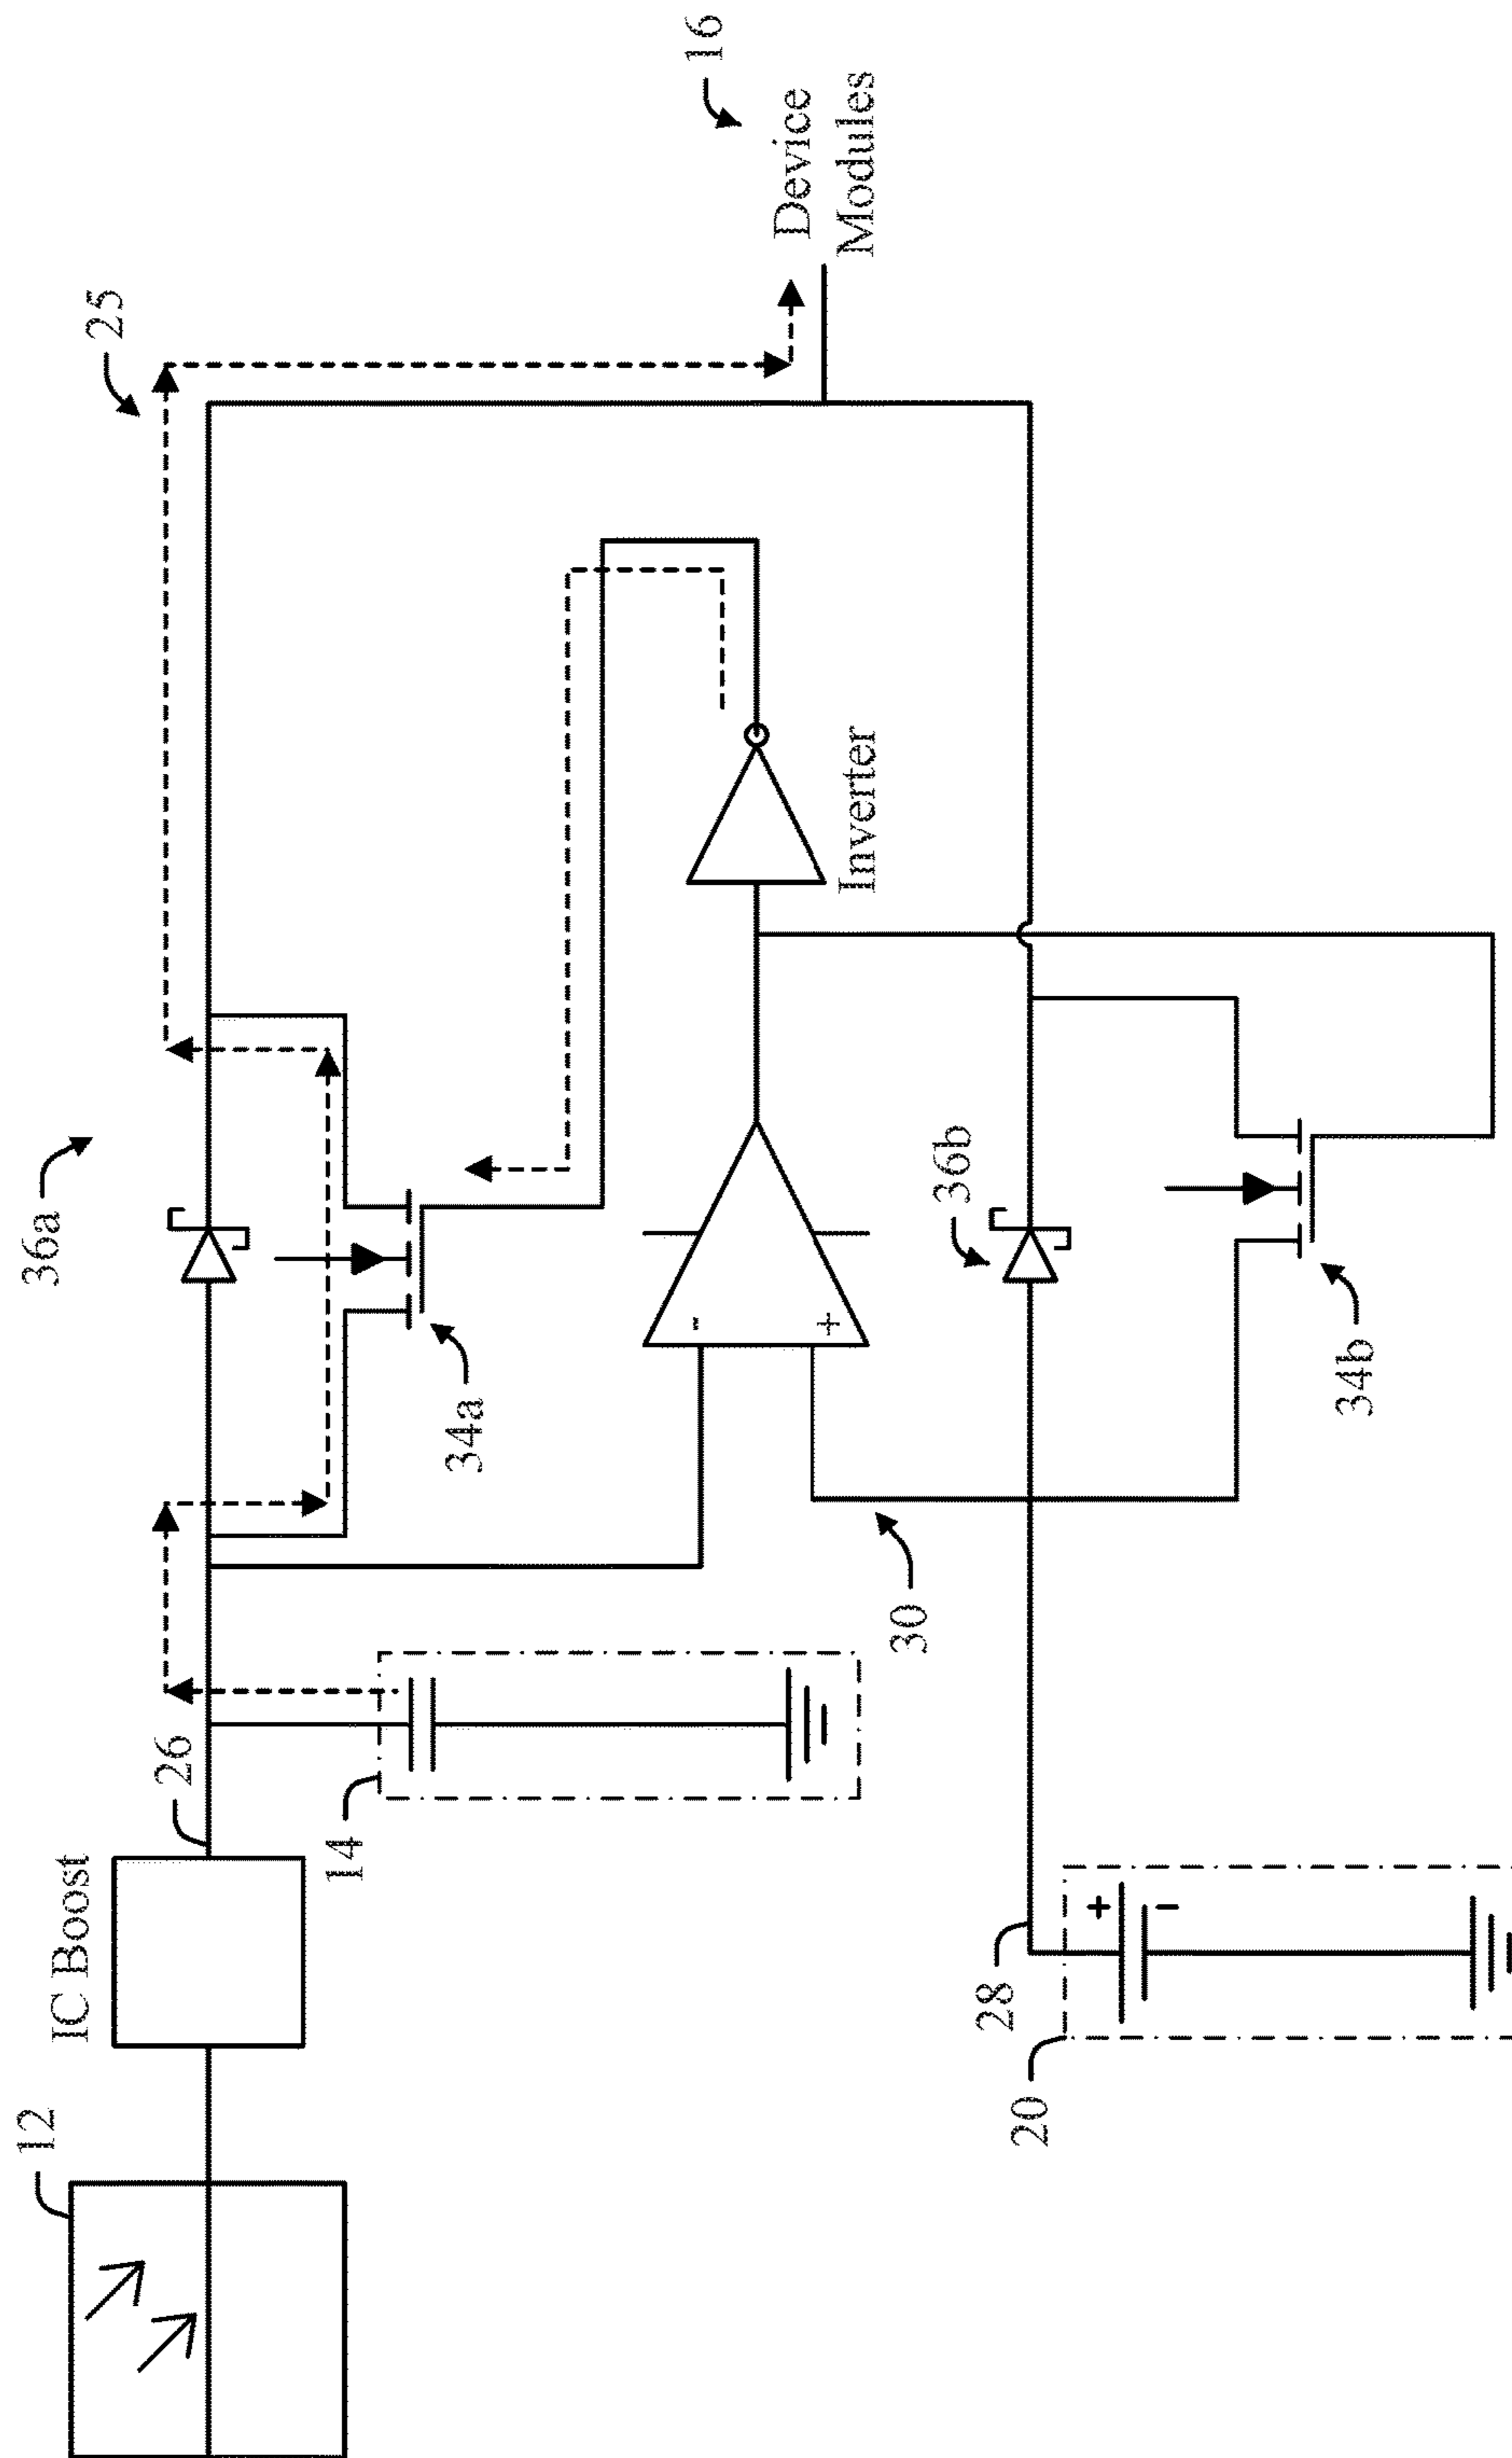 12
IC Boost
26
14
36a
34a
25
16
Device
Modules
-
+
Inverter
30
36b
34b
28
20
+
-